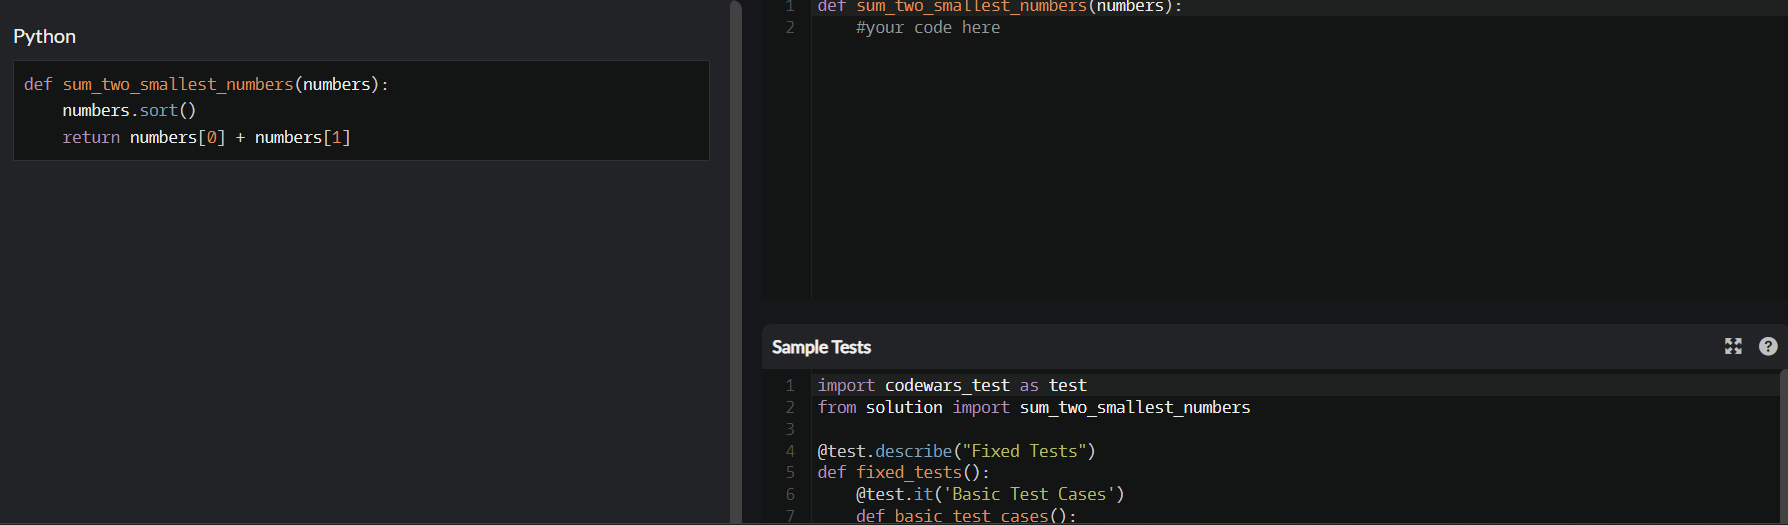 Python
def sum_two_smallest_numbers(numbers):
    numbers.sort()
    return numbers[0] + numbers[1]
1 def sum_two_smallest_numbers(numbers):
2     #your code here
Sample Tests
1 import codewars_test as test
2 from solution import sum_two_smallest_numbers
3
4 @test.describe("Fixed Tests")
5 def fixed_tests():
6     @test.it('Basic Test Cases')
7     def basic_test_cases():